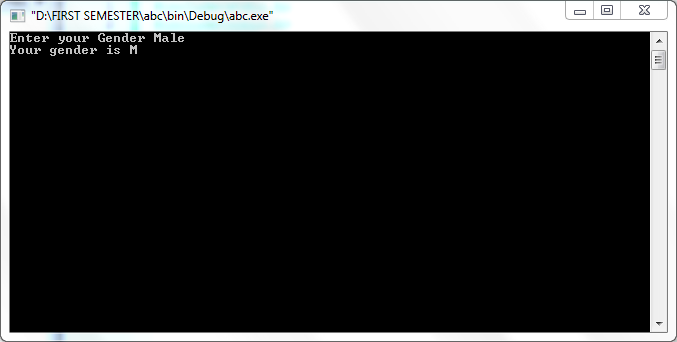 "D:\FIRST SEMESTER\abc\bin\Debug\abc.exe"
Enter your Gender Male
Your gender is M